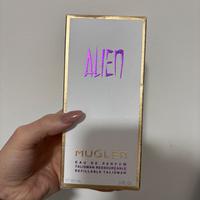 ALIEN
MUGLER
EAU DE PARFUM
TALISMAN RESSOURÇABLE
REFILLABLE TALISMAN